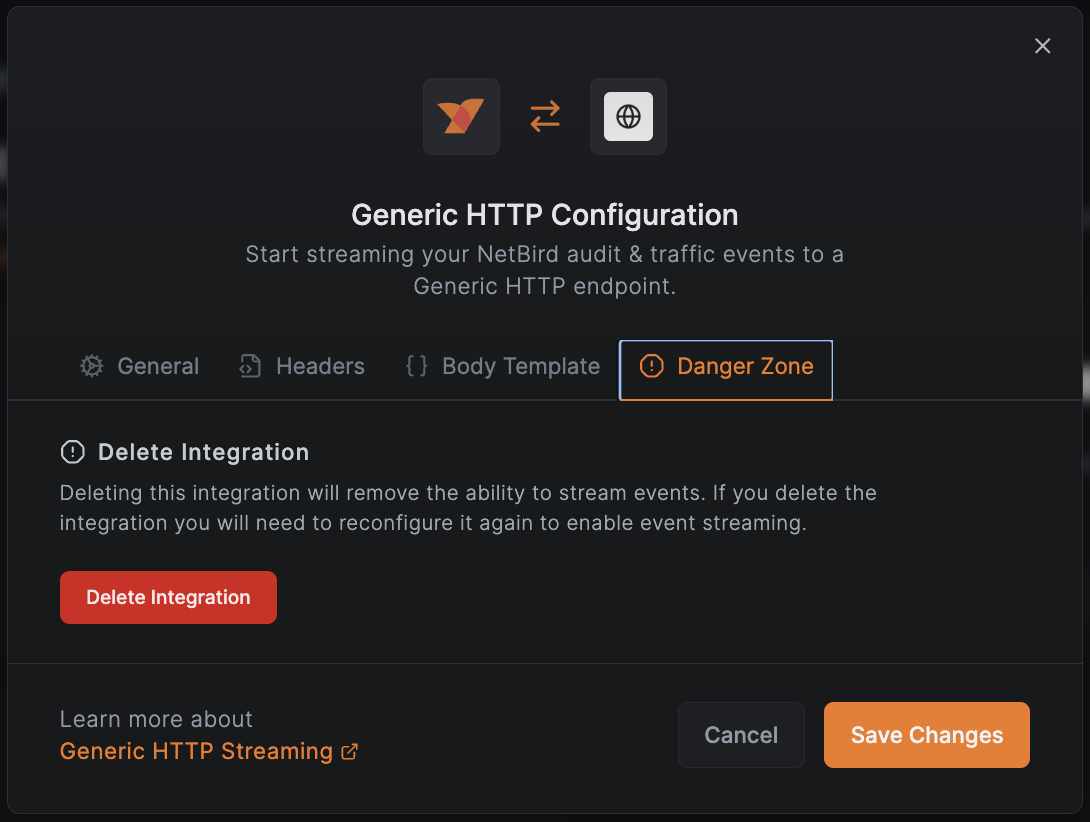 Generic HTTP Configuration
Start streaming your NetBird audit & traffic events to a
Generic HTTP endpoint.
General
Headers
Body Template
Danger Zone
Delete Integration
Deleting this integration will remove the ability to stream events. If you delete the
integration you will need to reconfigure it again to enable event streaming.
Delete Integration
Learn more about
Generic HTTP Streaming
Cancel
Save Changes